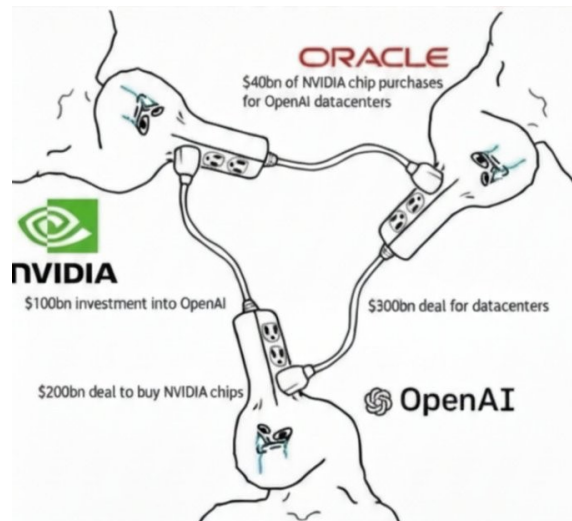 ORACLE
$40bn of NVIDIA chip purchases
for OpenAI datacenters
NVIDIA
$100bn investment into OpenAI
$300bn deal for datacenters
$200bn deal to buy NVIDIA chips
OpenAI